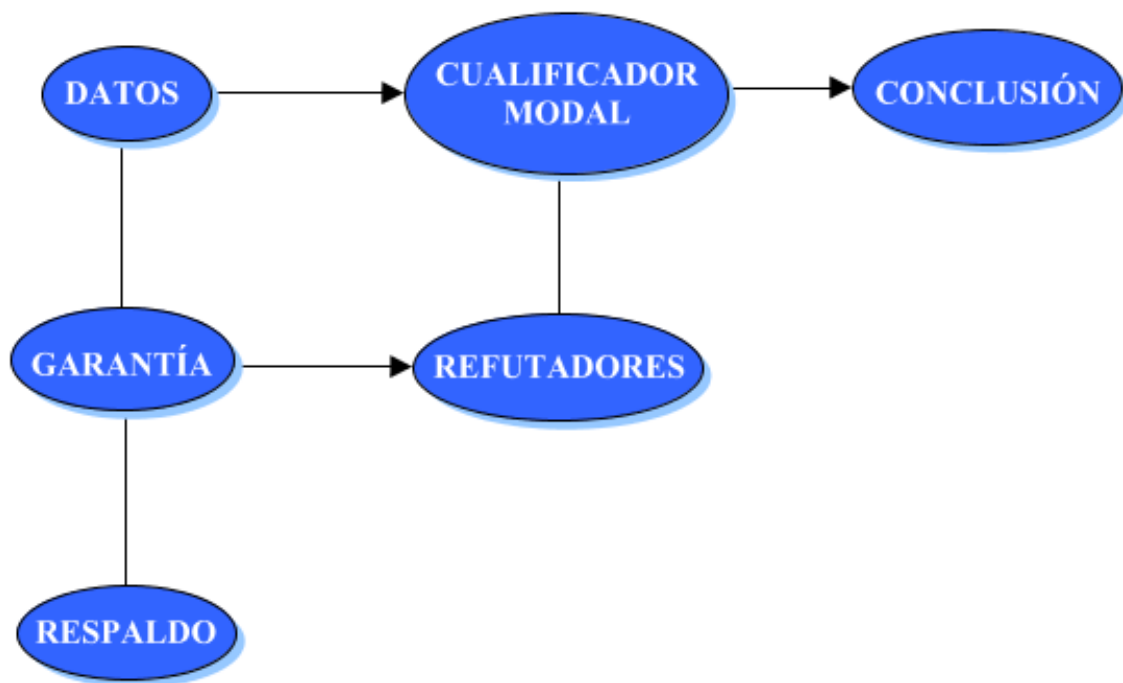 DATOS
CUALIFICADOR
MODAL
CONCLUSIÓN
GARANTÍA
REFUTADORES
RESPALDO